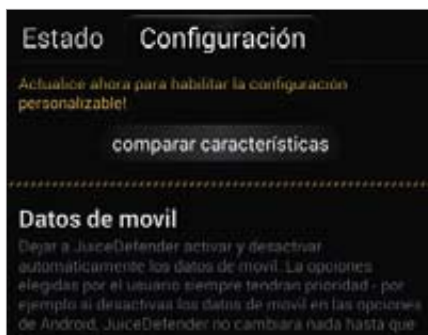 Estado Configuración
Actualice ahora para habilitar la configuración
personalizable!
comparar características
Datos de movil
Dejar a JuiceDefender activar y desactivar
automáticamente los datos de movil. La opciones
elegidas por el usuario siempre tendran prioridad - por
ejemplo si desactivas los datos de movil en las opciones
de Android, JuiceDefender no cambiara nada hasta que